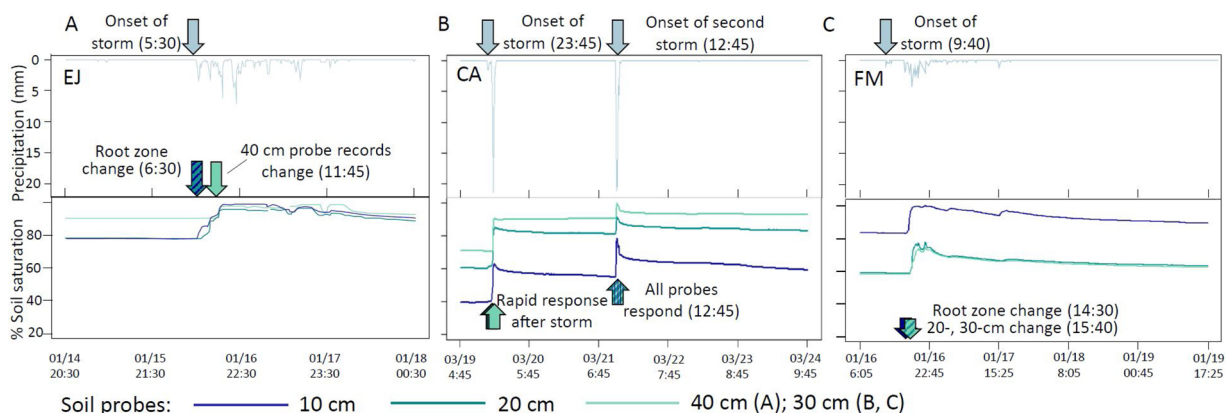 A
Onset of
storm (5:30)
EJ
Precipitation (mm)
0
5
10
15
20
Root zone
change (6:30)
40 cm probe records
change (11:45)
% Soil saturation
80
60
40
20
01/14
20:30
01/15
21:30
01/16
22:30
01/17
23:30
01/18
00:30
B
Onset of
storm (23:45)
Onset of second
storm (12:45)
CA
Rapid response
after storm
All probes
respond (12:45)
03/19
4:45
03/20
5:45
03/21
6:45
03/22
7:45
03/23
8:45
03/24
9:45
C
Onset of
storm (9:40)
FM
Root zone change (14:30)
20-, 30-cm change (15:40)
01/16
6:05
01/16
22:45
01/17
15:25
01/18
8:05
01/19
00:45
01/19
17:25
Soil probes:
10 cm
20 cm
40 cm (A); 30 cm (B, C)